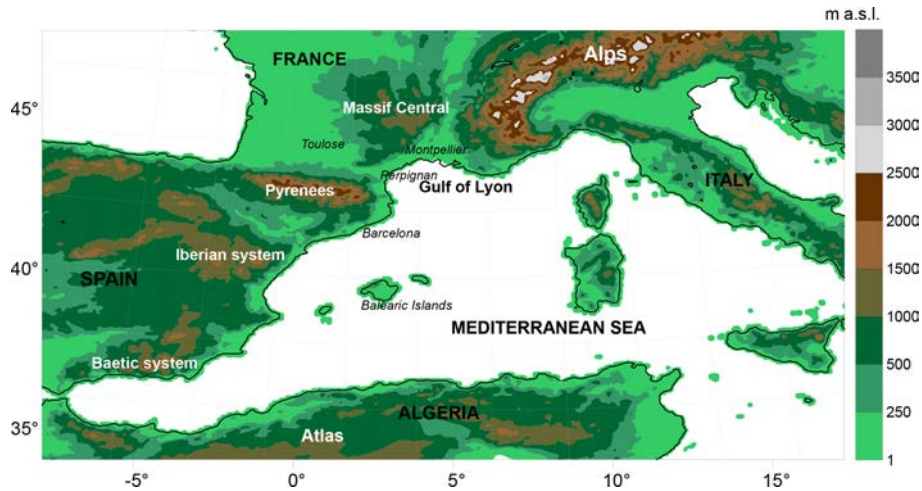 m a.s.l.
FRANCE
Alps
3500
45°
Massif Central
3000
Toulose
Montpellier
2500
Perpignan
Pyrenees
Gulf of Lyon
ITALY
2000
Barcelona
Iberian system
1500
40°
SPAIN
Balearic Islands
1000
MEDITERRANEAN SEA
Baetic system
500
ALGERIA
250
35°
Atlas
1
-5°
0°
5°
10°
15°